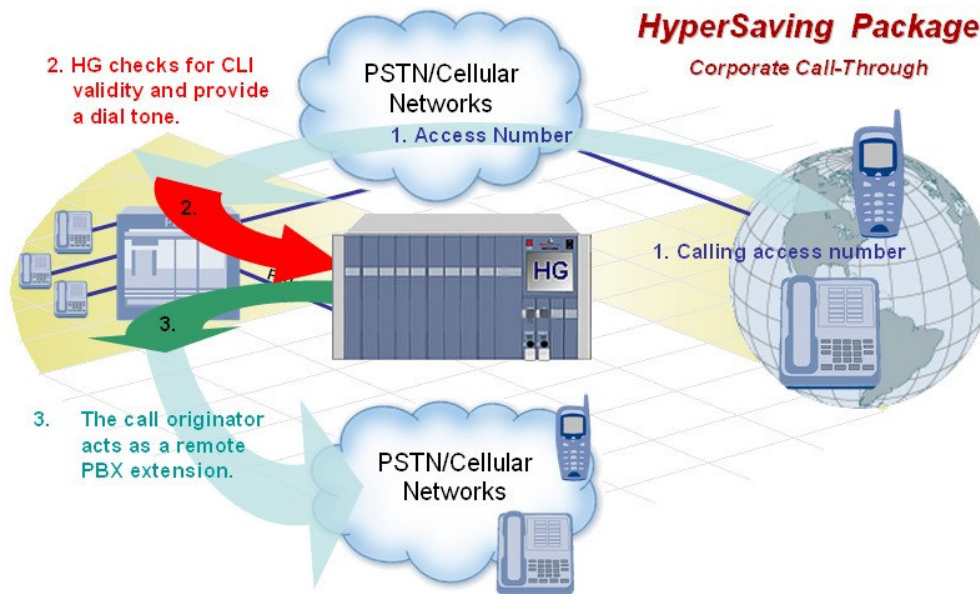 HyperSaving Package
Corporate Call-Through
2. HG checks for CLI
validity and provide
a dial tone.
PSTN/Cellular
Networks
1. Access Number
2.
HG
1. Calling access number
3.
3. The call originator
acts as a remote
PBX extension.
PSTN/Cellular
Networks